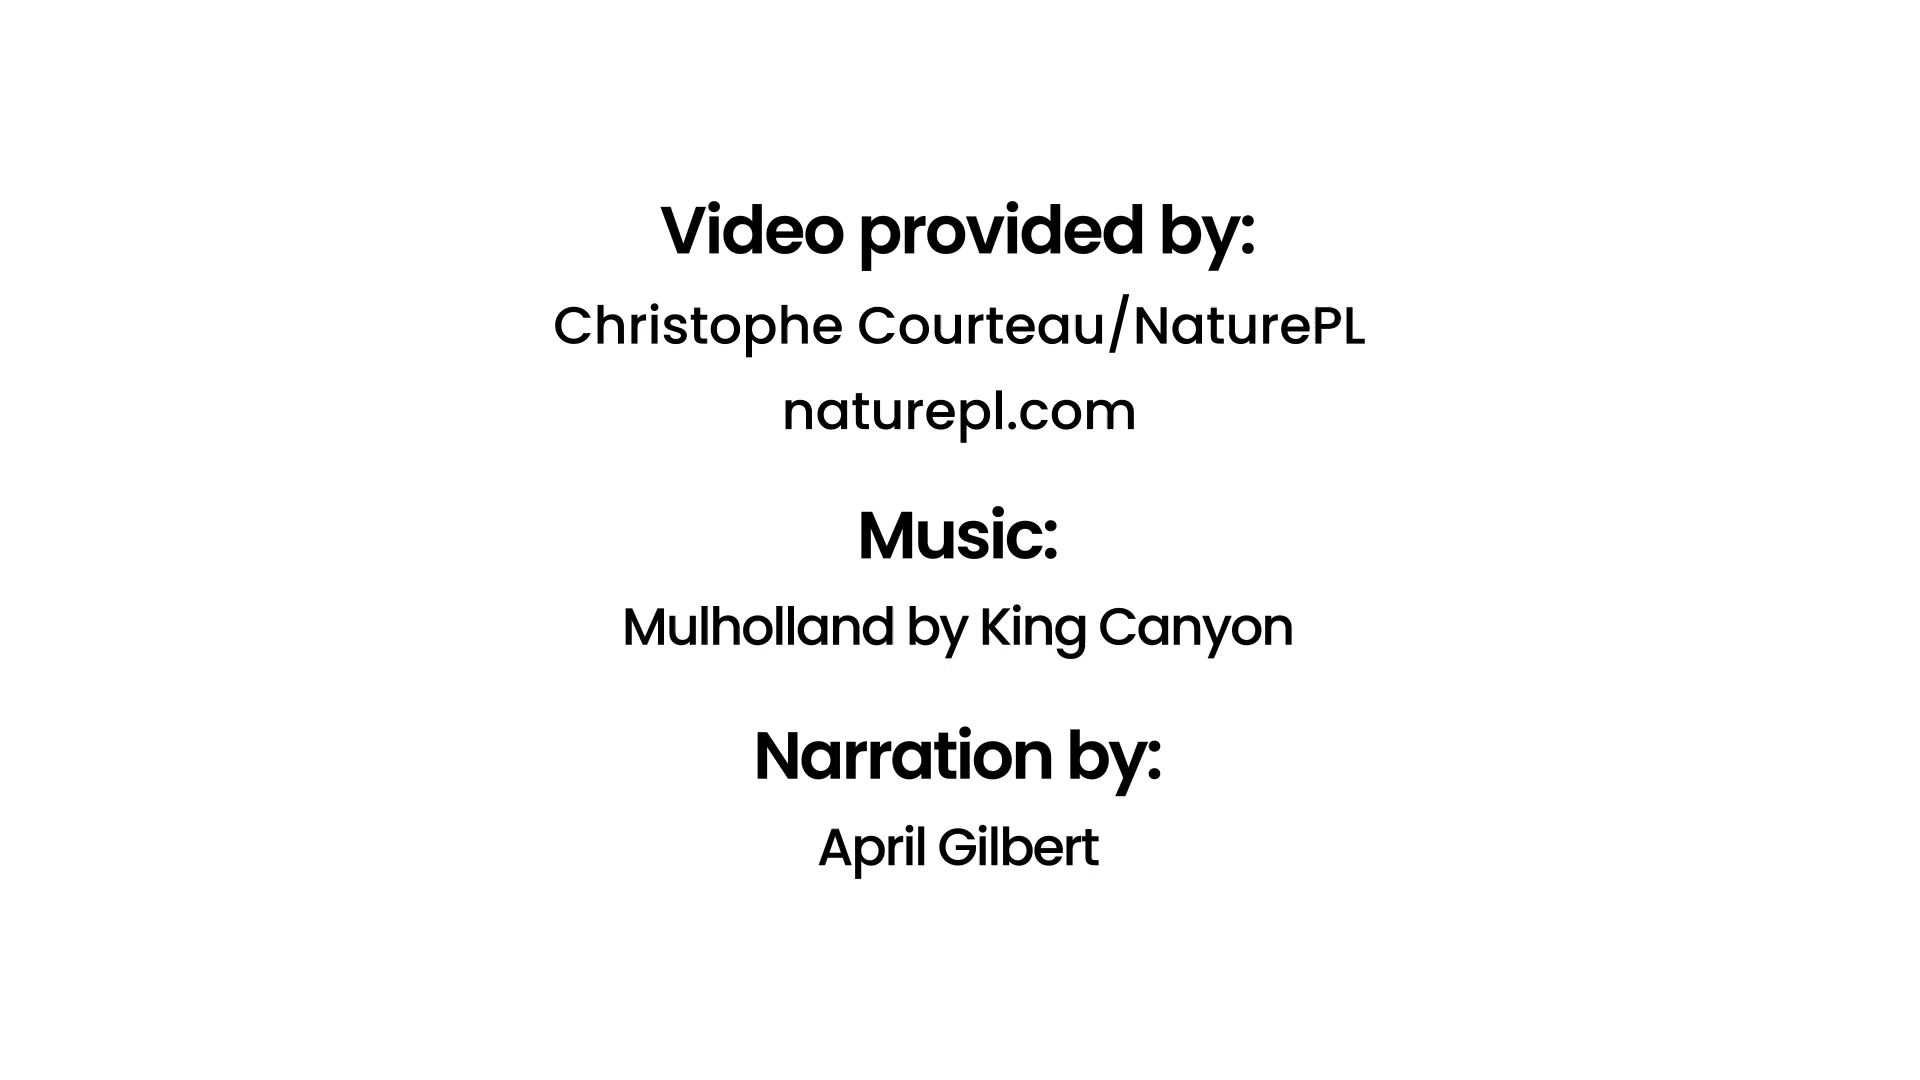 Video provided by:
Christophe Courteau/NaturePL
naturepl.com
Music:
Mulholland by King Canyon
Narration by:
April Gilbert